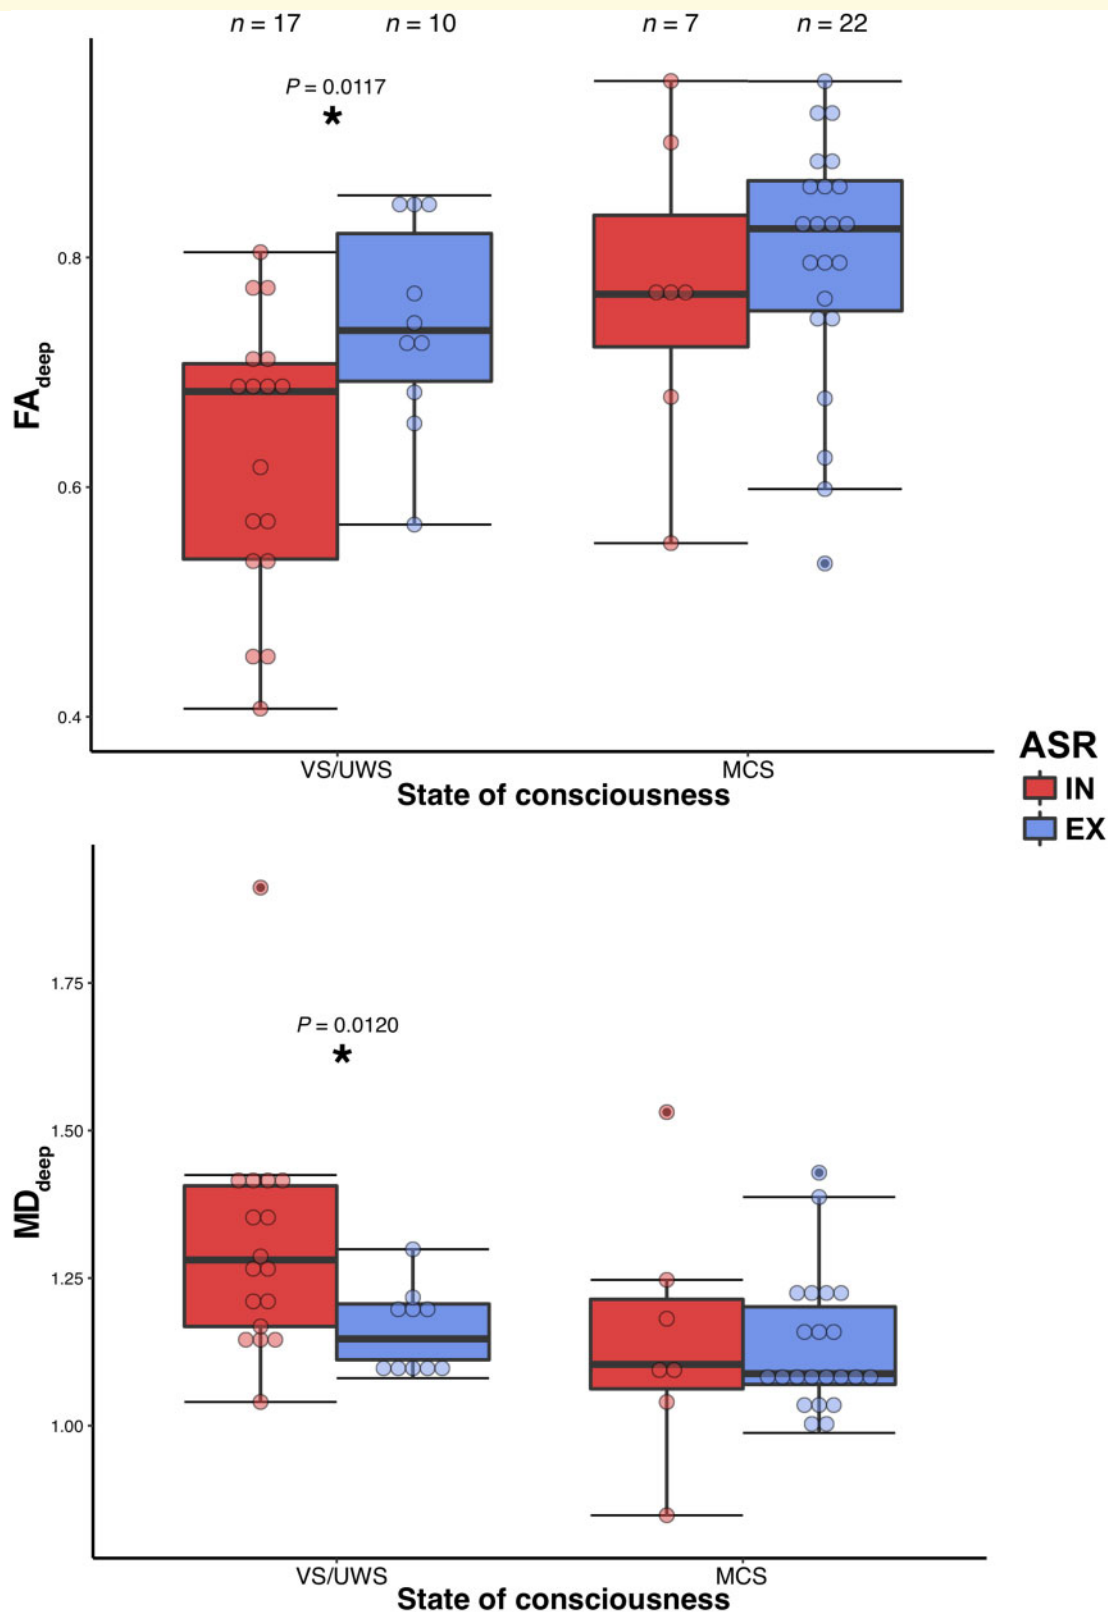 n = 17 n = 10 n = 7 n = 22
P = 0.0117
*
0.8
FAdeep
0.6
0.4
VS/UWS MCS
State of consciousness
ASR
IN
EX
1.75
P = 0.0120
*
1.50
MDdeep
1.25
1.00
VS/UWS MCS
State of consciousness